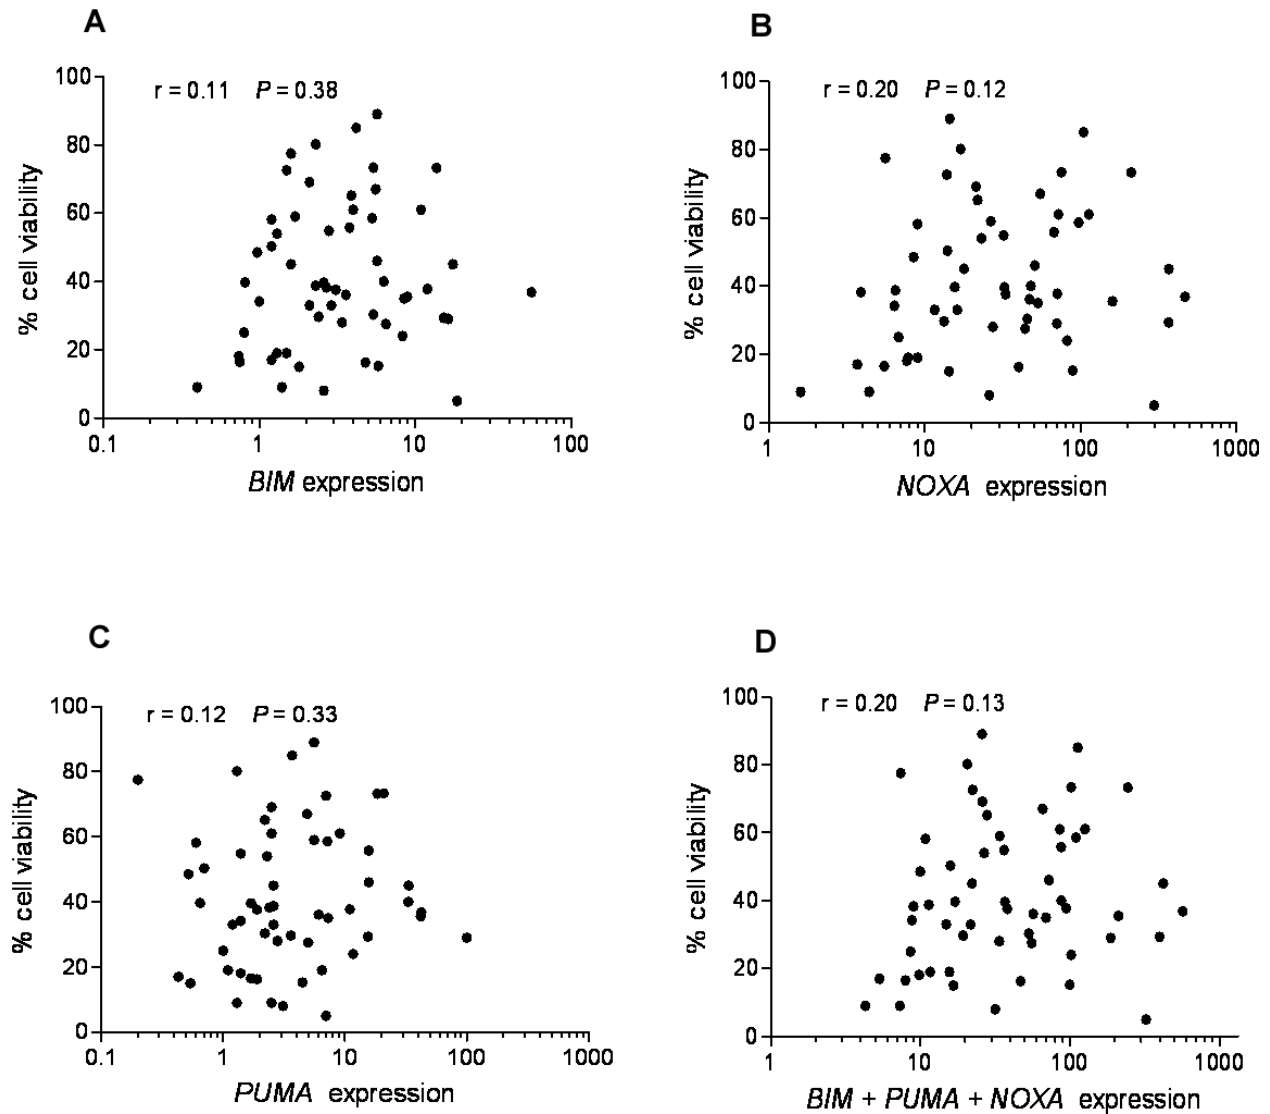 A
r = 0.11 P = 0.38
100
80
60
40
20
0
% cell viability
0.1 1 10 100
BIM expression
B
r = 0.20 P = 0.12
100
80
60
40
20
0
% cell viability
1 10 100 1000
NOXA expression
C
r = 0.12 P = 0.33
100
80
60
40
20
0
% cell viability
0.1 1 10 100 1000
PUMA expression
D
r = 0.20 P = 0.13
100
80
60
40
20
0
% cell viability
1 10 100 1000
BIM + PUMA + NOXA expression